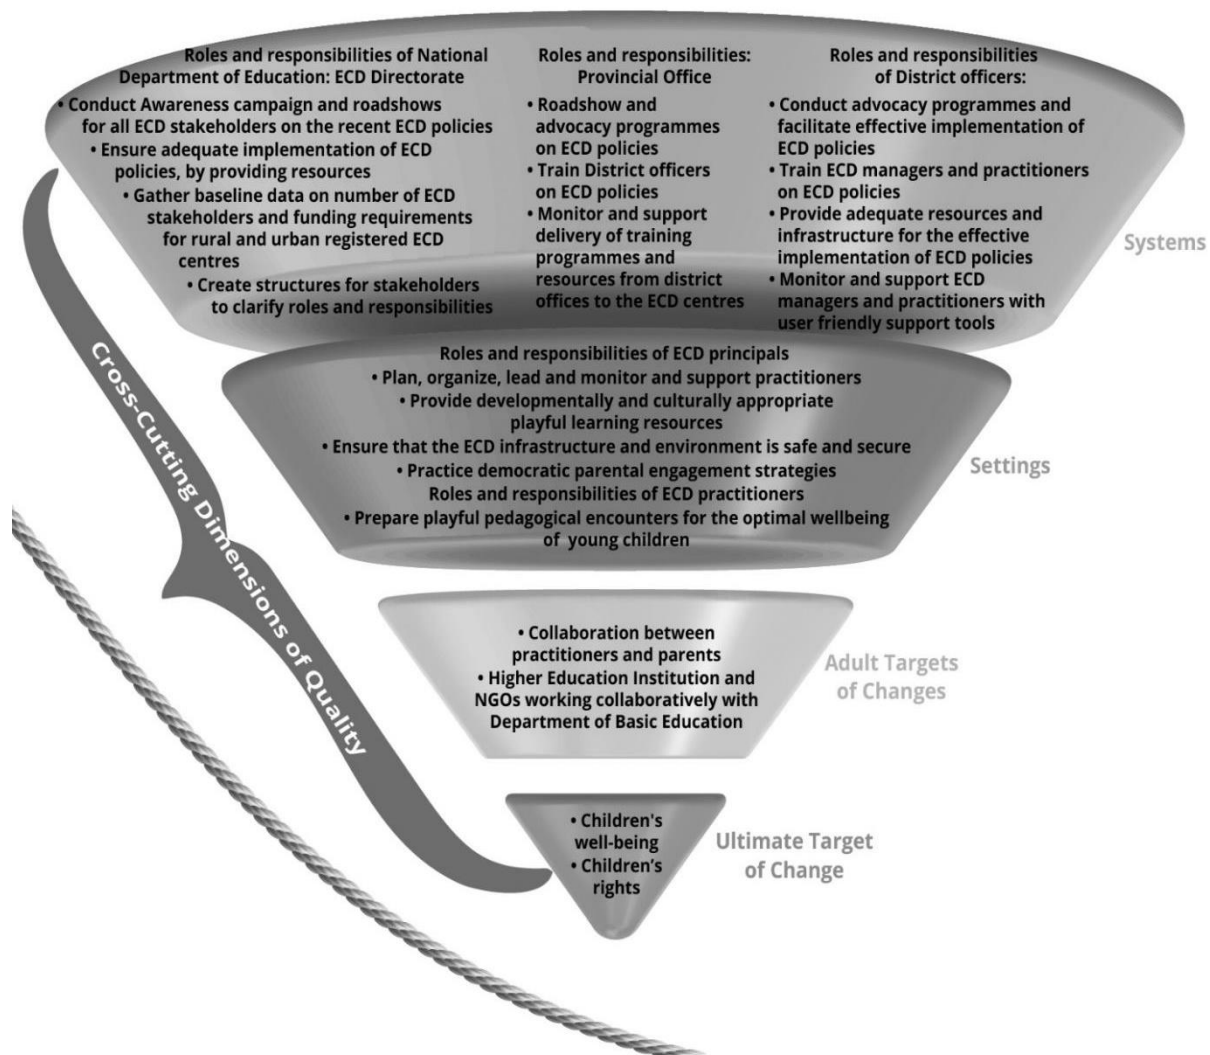 Roles and responsibilities of National
Department of Education: ECD Directorate
• Conduct Awareness campaign and roadshows
for all ECD stakeholders on the recent ECD policies
• Ensure adequate implementation of ECD
policies, by providing resources
• Gather baseline data on number of ECD
stakeholders and funding requirements
for rural and urban registered ECD
centres
• Create structures for stakeholders
to clarify roles and responsibilities
Roles and responsibilities:
Provincial Office
• Roadshow and
advocacy programmes
on ECD policies
• Train District officers
on ECD policies
• Monitor and support
delivery of training
programmes and
resources from district
offices to the ECD centres
Roles and responsibilities
of District officers:
• Conduct advocacy programmes and
facilitate effective implementation of
ECD policies
• Train ECD managers and practitioners
on ECD policies
• Provide adequate resources and
infrastructure for the effective
implementation of ECD policies
• Monitor and support ECD
managers and practitioners with
user friendly support tools
Systems
Roles and responsibilities of ECD principals
• Plan, organize, lead and monitor and support practitioners
• Provide developmentally and culturally appropriate
playful learning resources
• Ensure that the ECD infrastructure and environment is safe and secure
• Practice democratic parental engagement strategies
Roles and responsibilities of ECD practitioners
• Prepare playful pedagogical encounters for the optimal wellbeing
of young children
Settings
• Collaboration between
practitioners and parents
• Higher Education Institution and
NGOs working collaboratively with
Department of Basic Education
Adult Targets
of Changes
• Children's
well-being
• Children's
rights
Ultimate Target
of Change
Cross-Cutting Dimensions of Quality